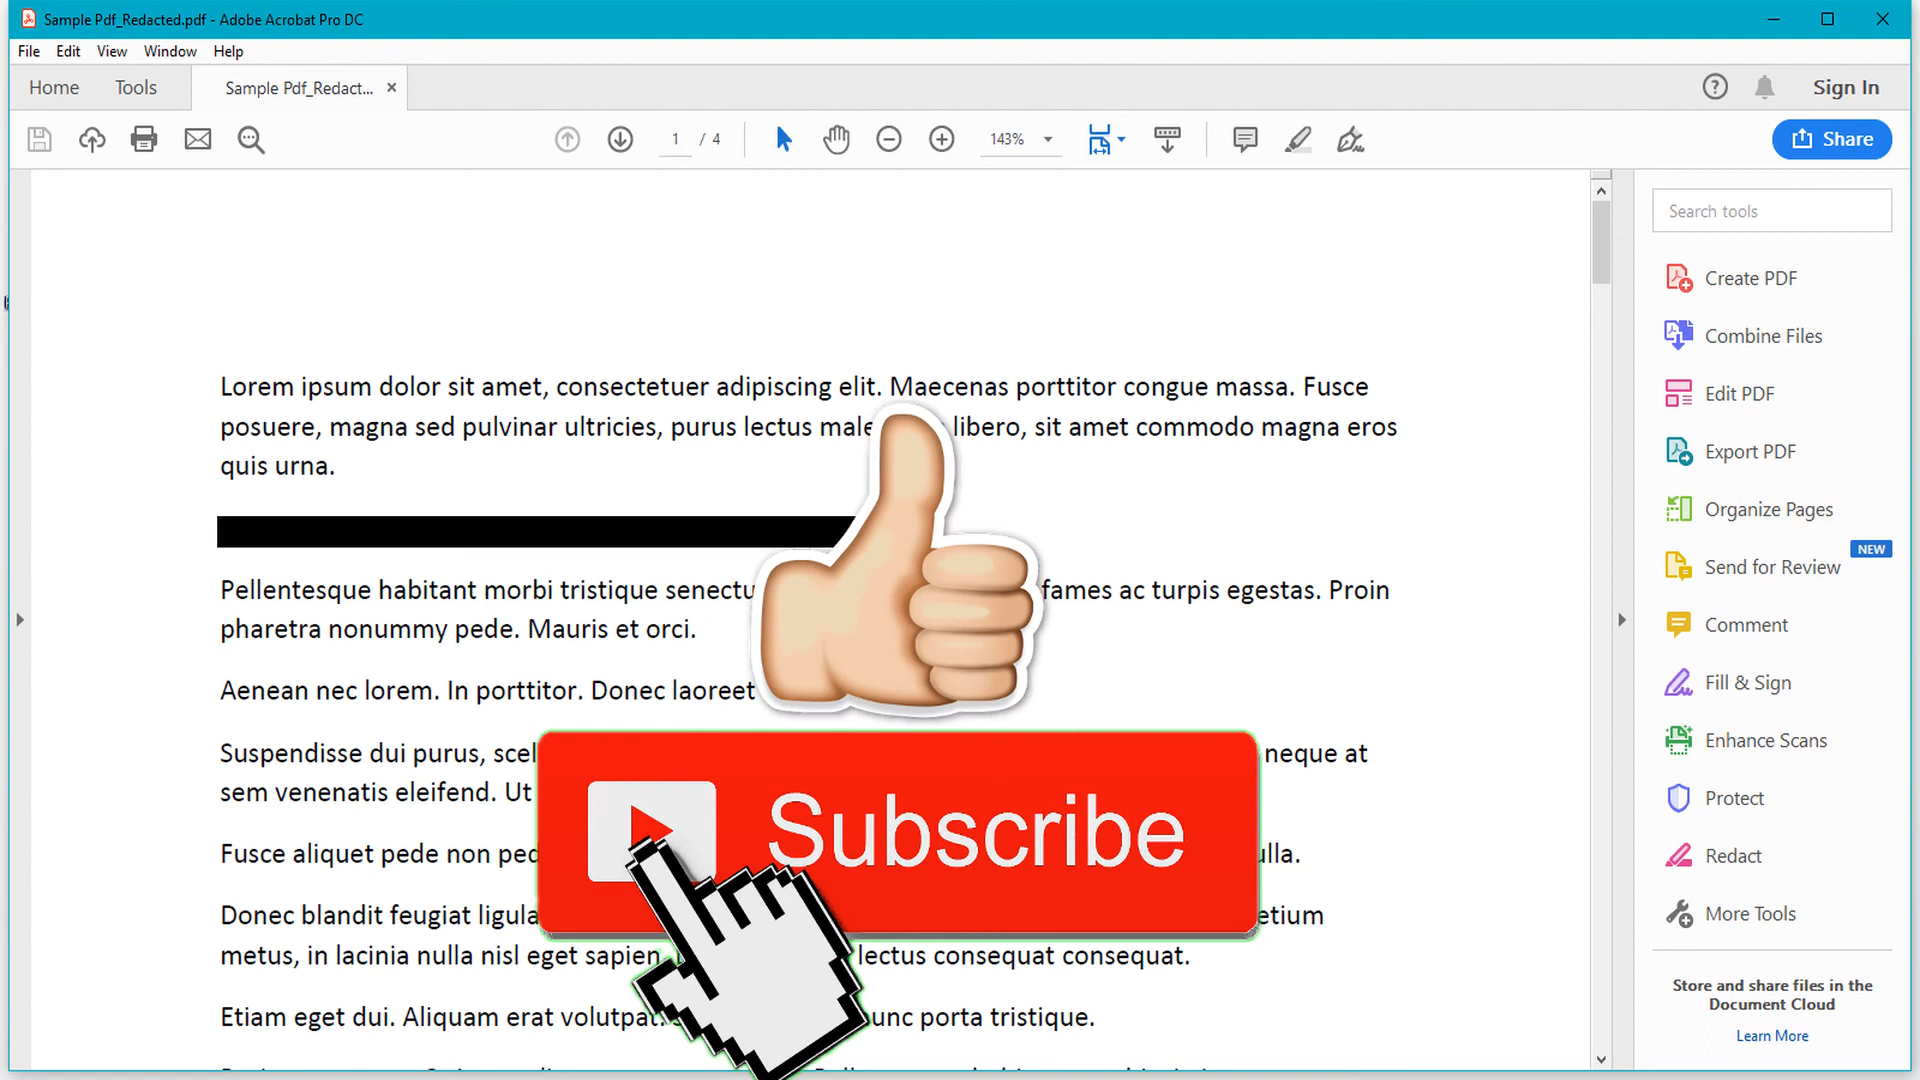 Sample Pdf_Redacted.pdf - Adobe Acrobat Pro DC
File Edit View Window Help
Home Tools Sample Pdf_Redact... × ? Sign In
1 / 4 143% Share
Search tools
Create PDF
Combine Files
Edit PDF
Export PDF
Organize Pages
NEW
Send for Review
Comment
Fill & Sign
Enhance Scans
Protect
Redact
More Tools
Store and share files in the
Document Cloud
Learn More
Lorem ipsum dolor sit amet, consectetuer adipiscing elit. Maecenas porttitor congue massa. Fusce
posuere, magna sed pulvinar ultricies, purus lectus male libero, sit amet commodo magna eros
quis urna.
Pellentesque habitant morbi tristique senectu fames ac turpis egestas. Proin
pharetra nonummy pede. Mauris et orci.
Aenean nec lorem. In porttitor. Donec laoreet
Suspendisse dui purus, scel neque at
sem venenatis eleifend. Ut
Fusce aliquet pede non ped ulla.
Donec blandit feugiat ligula etium
metus, in lacinia nulla nisl eget sapien. lectus consequat consequat.
Etiam eget dui. Aliquam erat volutpat. unc porta tristique.
Subscribe